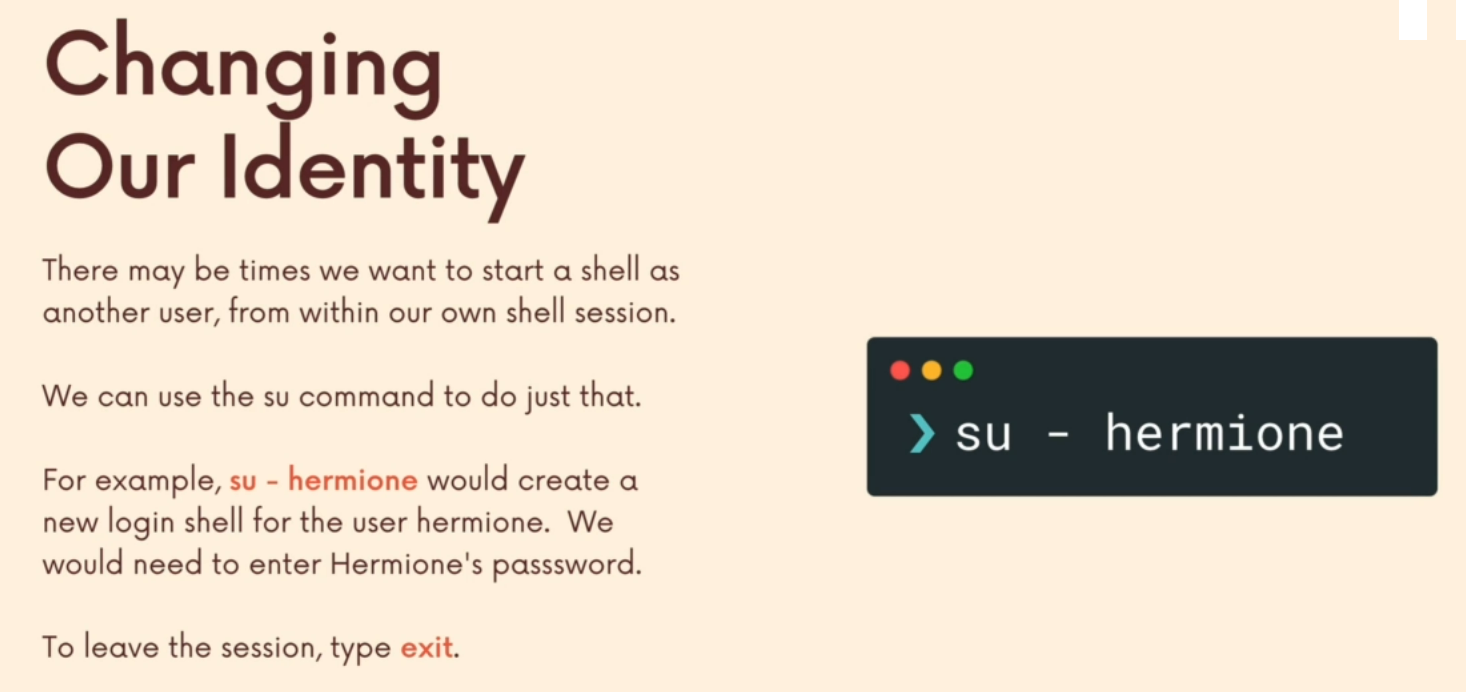 Changing
Our Identity
There may be times we want to start a shell as
another user, from within our own shell session.
We can use the su command to do just that.
For example, su - hermione would create a
new login shell for the user hermione. We
would need to enter Hermione's passsword.
To leave the session, type exit.
❯ su - hermione